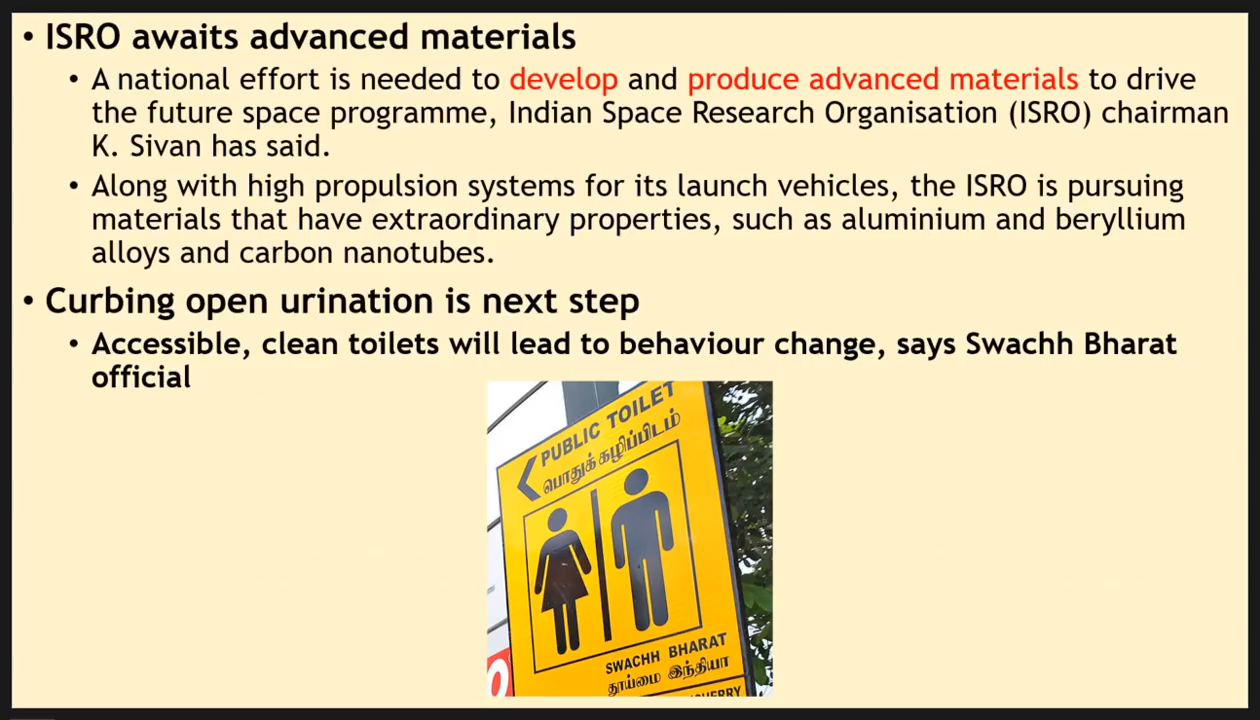 • ISRO awaits advanced materials
• A national effort is needed to develop and produce advanced materials to drive
the future space programme, Indian Space Research Organisation (ISRO) chairman
K. Sivan has said.
• Along with high propulsion systems for its launch vehicles, the ISRO is pursuing
materials that have extraordinary properties, such as aluminium and beryllium
alloys and carbon nanotubes.
• Curbing open urination is next step
• Accessible, clean toilets will lead to behaviour change, says Swachh Bharat
official
PUBLIC TOILET
பொதுக்கழிப்பிடம்
SWACHH BHARAT
தூய்மை இந்தியா